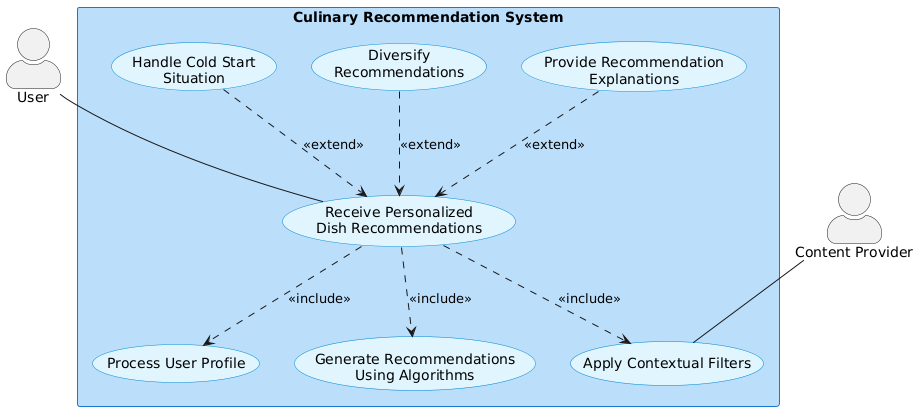 Culinary Recommendation System
Handle Cold Start
Situation
Diversify
Recommendations
Provide Recommendation
Explanations
User
«extend»
«extend»
«extend»
Receive Personalized
Dish Recommendations
Content Provider
«include»
«include»
«include»
Process User Profile
Generate Recommendations
Using Algorithms
Apply Contextual Filters